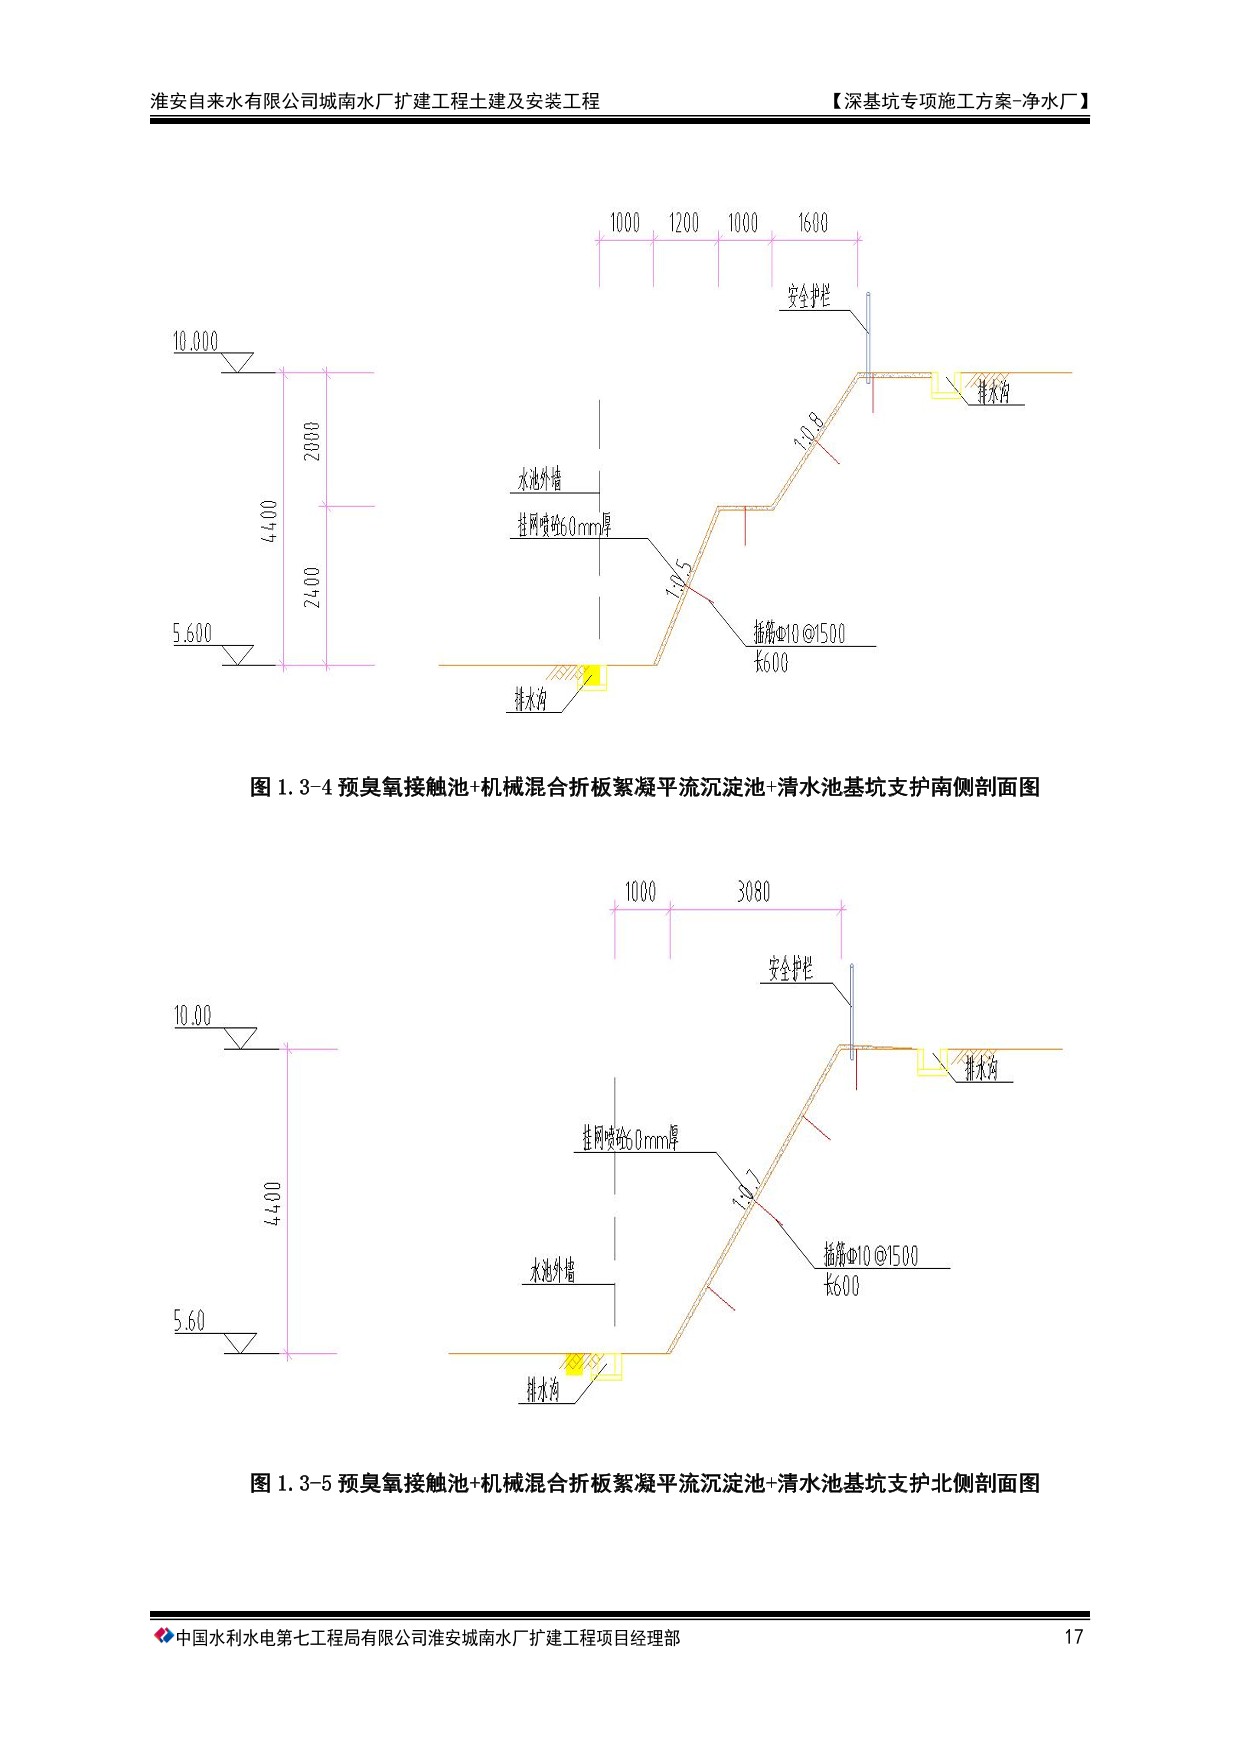 淮安自来水有限公司城南水厂扩建工程土建及安装工程 【深基坑专项施工方案-净水厂】
1000 1200 1000 1600
安全护栏
10.000
排水沟
1:0.8
2000
水池外墙
4400
挂网喷砼60mm厚
1:0.5
2400
5.600
插筋Φ10@1500
长600
排水沟
图 1.3-4 预臭氧接触池+机械混合折板絮凝平流沉淀池+清水池基坑支护南侧剖面图
1000 3080
安全护栏
10.00
排水沟
挂网喷砼60mm厚
1:0.7
4400
插筋Φ10@1500
长600
水池外墙
5.60
排水沟
图 1.3-5 预臭氧接触池+机械混合折板絮凝平流沉淀池+清水池基坑支护北侧剖面图
中国水利水电第七工程局有限公司淮安城南水厂扩建工程项目经理部 17